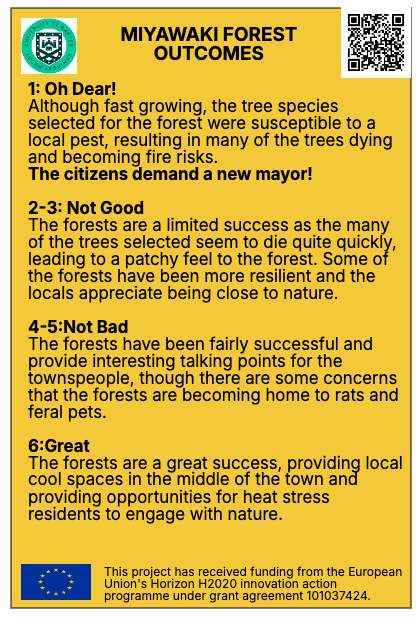 MIYAWAKI FOREST
OUTCOMES
1: Oh Dear!
Although fast growing, the tree species
selected for the forest were susceptible to a
local pest, resulting in many of the trees dying
and becoming fire risks.
The citizens demand a new mayor!
2-3: Not Good
The forests are a limited success as the many
of the trees selected seem to die quite quickly,
leading to a patchy feel to the forest. Some of
the forests have been more resilient and the
locals appreciate being close to nature.
4-5:Not Bad
The forests have been fairly successful and
provide interesting talking points for the
townspeople, though there are some concerns
that the forests are becoming home to rats and
feral pets.
6:Great
The forests are a great success, providing local
cool spaces in the middle of the town and
providing opportunities for heat stress
residents to engage with nature.
This project has received funding from the European
Union's Horizon H2020 innovation action
programme under grant agreement 101037424.